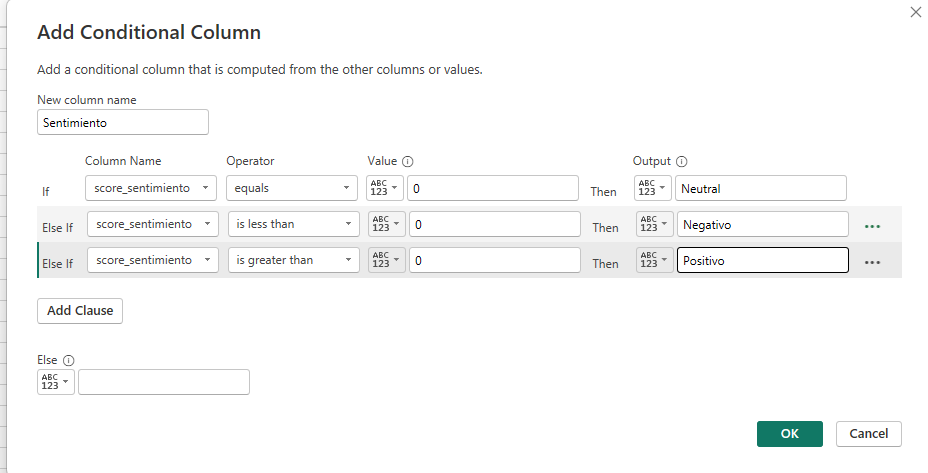 Add Conditional Column
Add a conditional column that is computed from the other columns or values.
New column name
Sentimiento
Column Name Operator Value Output
If score_sentimiento equals ABC 123 0 Then ABC 123 Neutral
Else If score_sentimiento is less than ABC 123 0 Then ABC 123 Negativo
Else If score_sentimiento is greater than ABC 123 0 Then ABC 123 Positivo
Add Clause
Else
ABC 123
OK Cancel